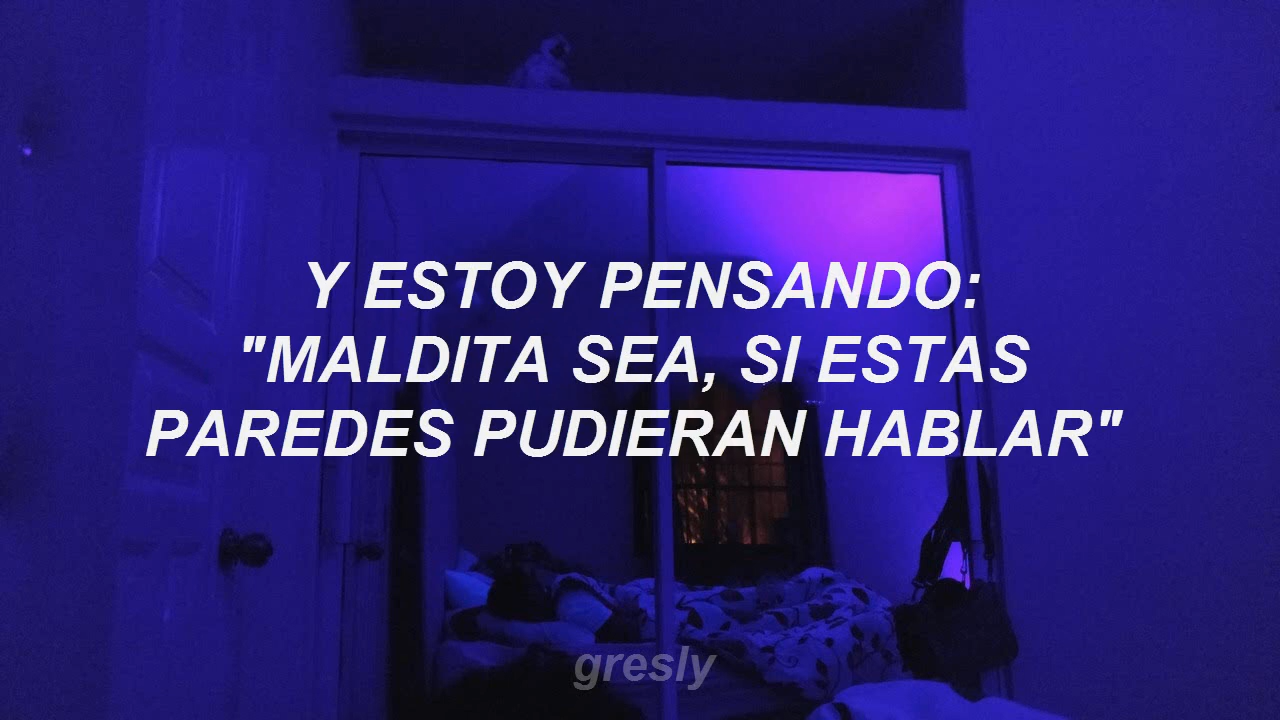 Y ESTOY PENSANDO:
"MALDITA SEA, SI ESTAS
PAREDES PUDIERAN HABLAR"
gresly